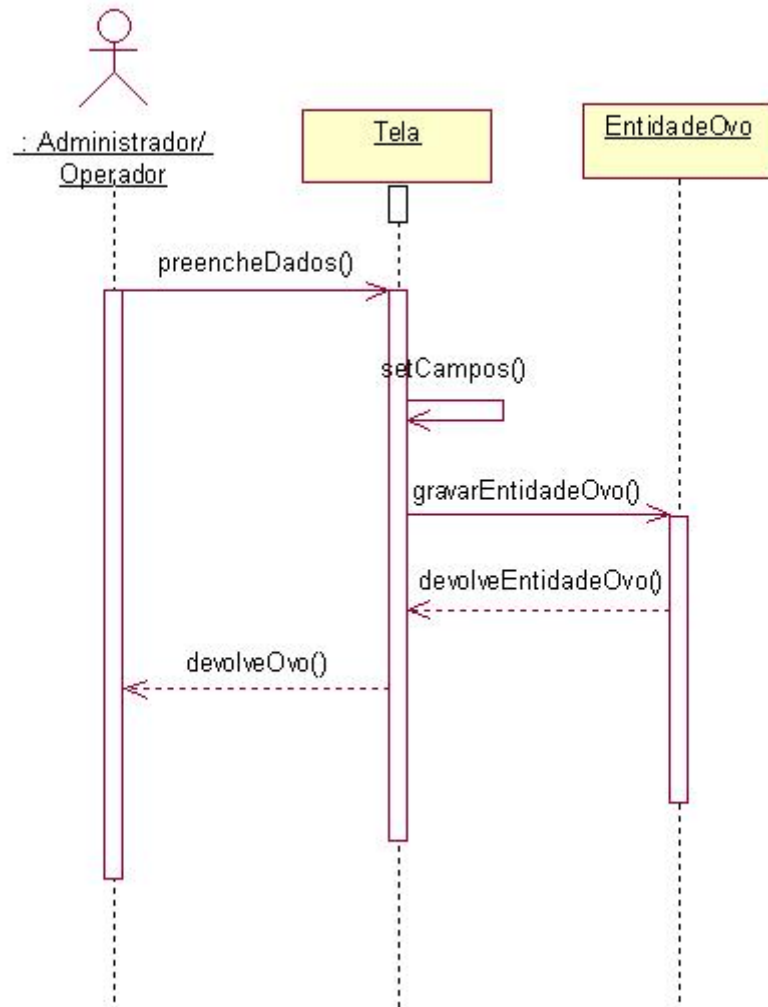 : Administrador/
Operador
Tela
EntidadeOvo
preencheDados()
setCampos()
gravarEntidadeOvo()
devolveEntidadeOvo()
devolveOvo()